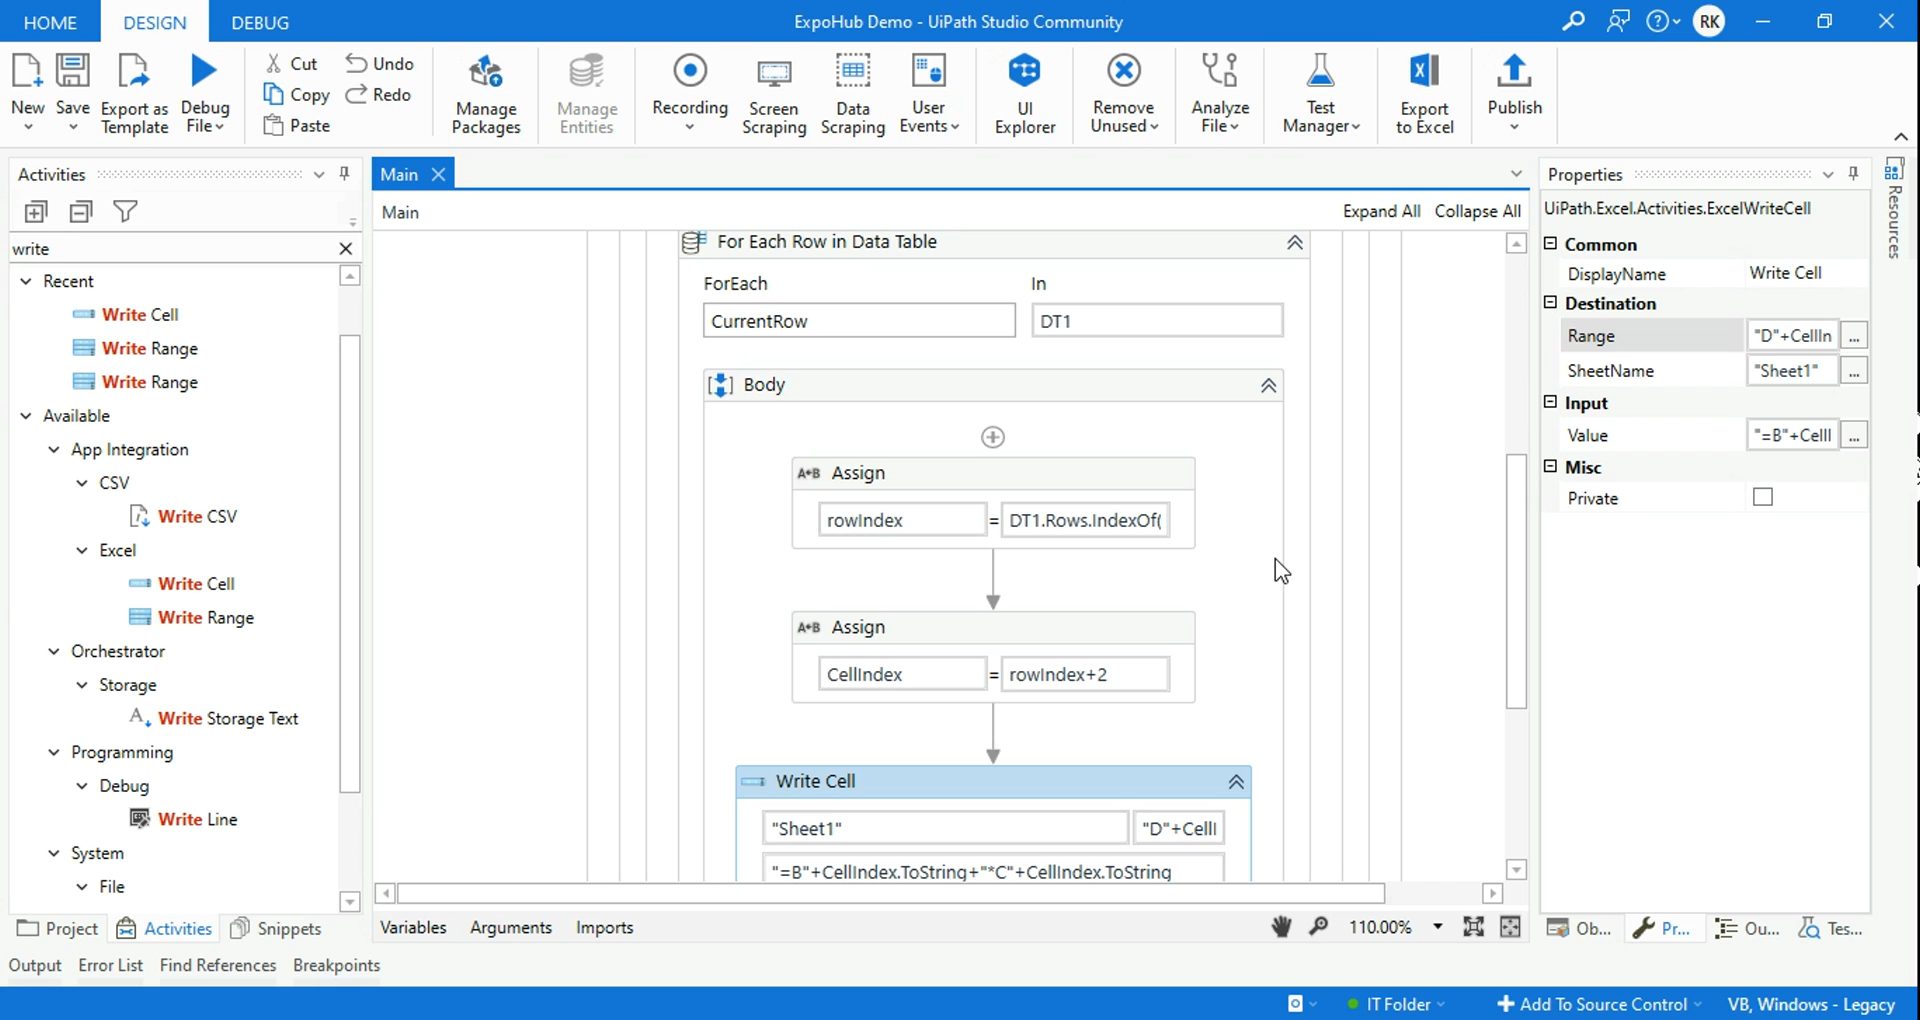 HOME DESIGN DEBUG ExpoHub Demo - UiPath Studio Community RK
New Save Export as Template Debug File Cut Copy Paste Undo Redo Manage Packages Manage Entities Recording Screen Scraping Data Scraping User Events UI Explorer Remove Unused Analyze File Test Manager Export to Excel Publish
Activities
write
Recent
Write Cell
Write Range
Write Range
Available
App Integration
CSV
Write CSV
Excel
Write Cell
Write Range
Orchestrator
Storage
Write Storage Text
Programming
Debug
Write Line
System
File
Project Activities Snippets
Main
Main Expand All Collapse All
For Each Row in Data Table
ForEach In
CurrentRow DT1
Body
A*B Assign
rowIndex = DT1.Rows.IndexOf(
A*B Assign
CellIndex = rowIndex+2
Write Cell
"Sheet1" "D"+CellI
"=B"+CellIndex.ToString+"*C"+CellIndex.ToString
Variables Arguments Imports 110.00%
Properties
UiPath.Excel.Activities.ExcelWriteCell
Common
DisplayName Write Cell
Destination
Range "D"+CellIn ...
SheetName "Sheet1" ...
Input
Value "=B"+CellI ...
Misc
Private
Ob... Pr... Ou... Tes...
Resources
Output Error List Find References Breakpoints
IT Folder Add To Source Control VB, Windows - Legacy